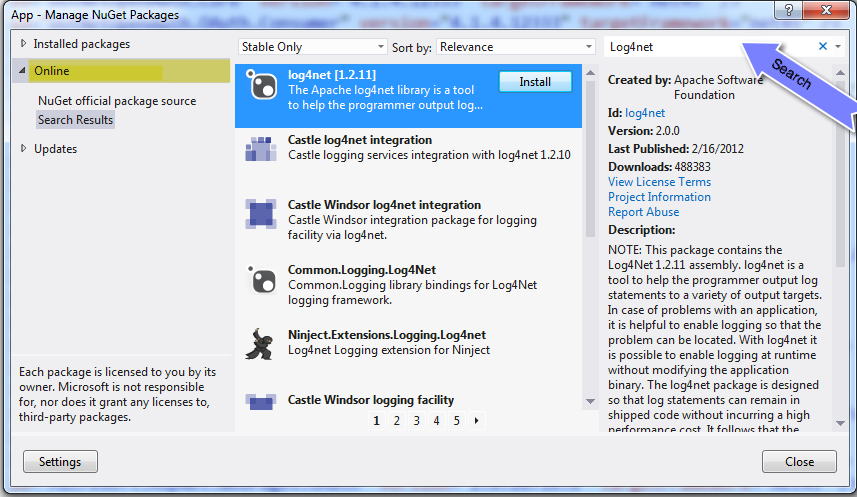 App - Manage NuGet Packages
Installed packages
Online
NuGet official package source
Search Results
Updates
Each package is licensed to you by its
owner. Microsoft is not responsible
for, nor does it grant any licenses to,
third-party packages.
Stable Only
Sort by: Relevance
log4net [1.2.11]
The Apache log4net library is a tool
to help the programmer output log...
Install
Castle log4net integration
Castle logging services integration with log4net 1.2.10
Castle Windsor log4net integration
Castle Windsor integration package for logging
facility via log4net.
Common.Logging.Log4Net
Common.Logging library bindings for Log4Net
logging framework.
Ninject.Extensions.Logging.Log4net
Log4net Logging extension for Ninject
Castle Windsor logging facility
1 2 3 4 5
Log4net
Search
Created by: Apache Software
Foundation
Id: log4net
Version: 2.0.0
Last Published: 2/16/2012
Downloads: 488383
View License Terms
Project Information
Report Abuse
Description:
NOTE: This package contains the
Log4Net 1.2.11 assembly. log4net is a
tool to help the programmer output log
statements to a variety of output targets.
In case of problems with an application,
it is helpful to enable logging so that the
problem can be located. With log4net it
is possible to enable logging at runtime
without modifying the application
binary. The log4net package is designed
so that log statements can remain in
shipped code without incurring a high
performance cost. It follows that the
Settings
Close